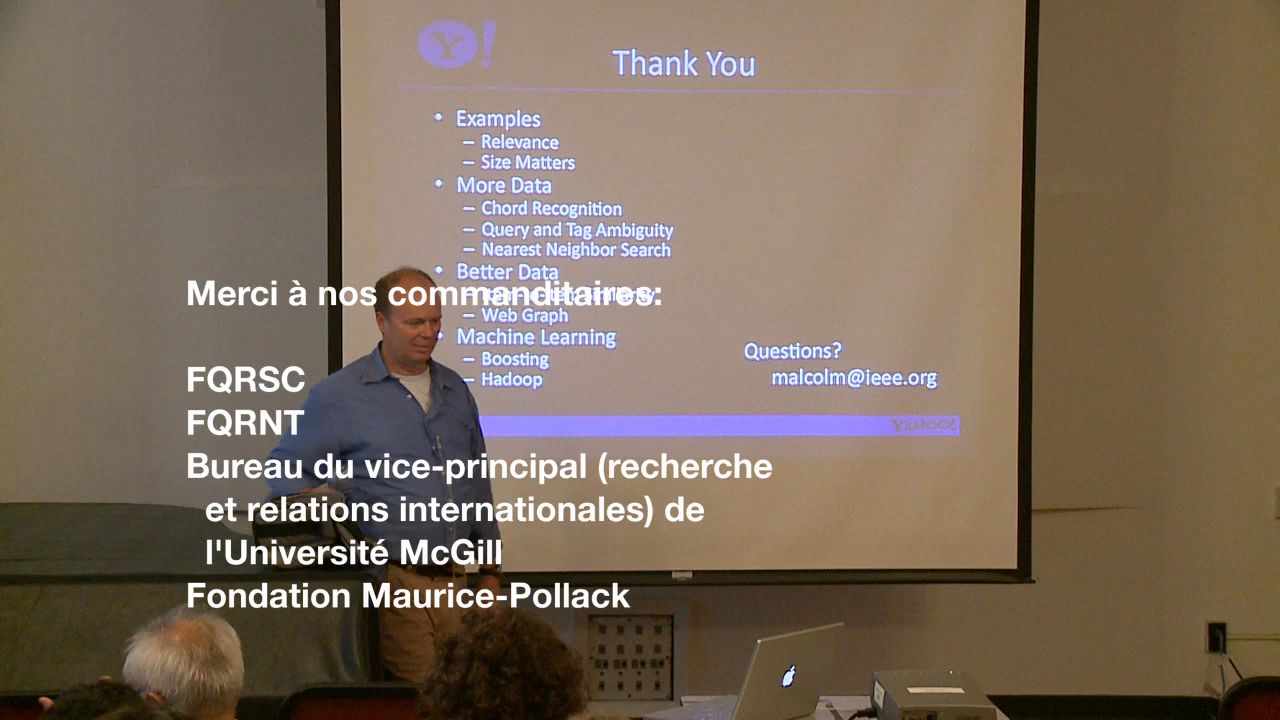 Y!
Thank You
• Examples
– Relevance
– Size Matters
• More Data
– Chord Recognition
– Query and Tag Ambiguity
– Nearest Neighbor Search
• Better Data
– Web Graph
Machine Learning
– Boosting
– Hadoop
Questions?
malcolm@ieee.org
YAHOO!
Merci à nos commanditaires:
FQRSC
FQRNT
Bureau du vice-principal (recherche
et relations internationales) de
l'Université McGill
Fondation Maurice-Pollack